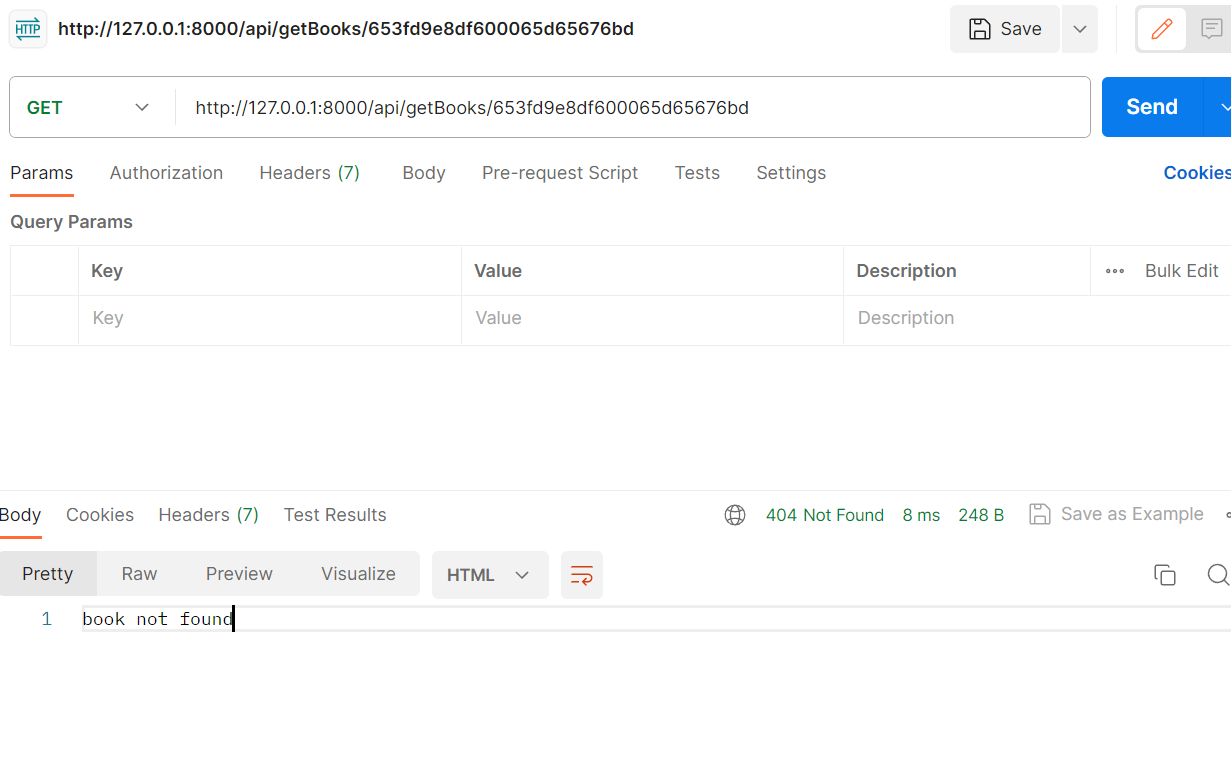 HTTP http://127.0.0.1:8000/api/getBooks/653fd9e8df600065d65676bd Save
GET http://127.0.0.1:8000/api/getBooks/653fd9e8df600065d65676bd Send
Params Authorization Headers (7) Body Pre-request Script Tests Settings Cookies
Query Params
Key Value Description Bulk Edit
Key Value Description
Body Cookies Headers (7) Test Results 404 Not Found 8 ms 248 B Save as Example
Pretty Raw Preview Visualize HTML
1 book not found